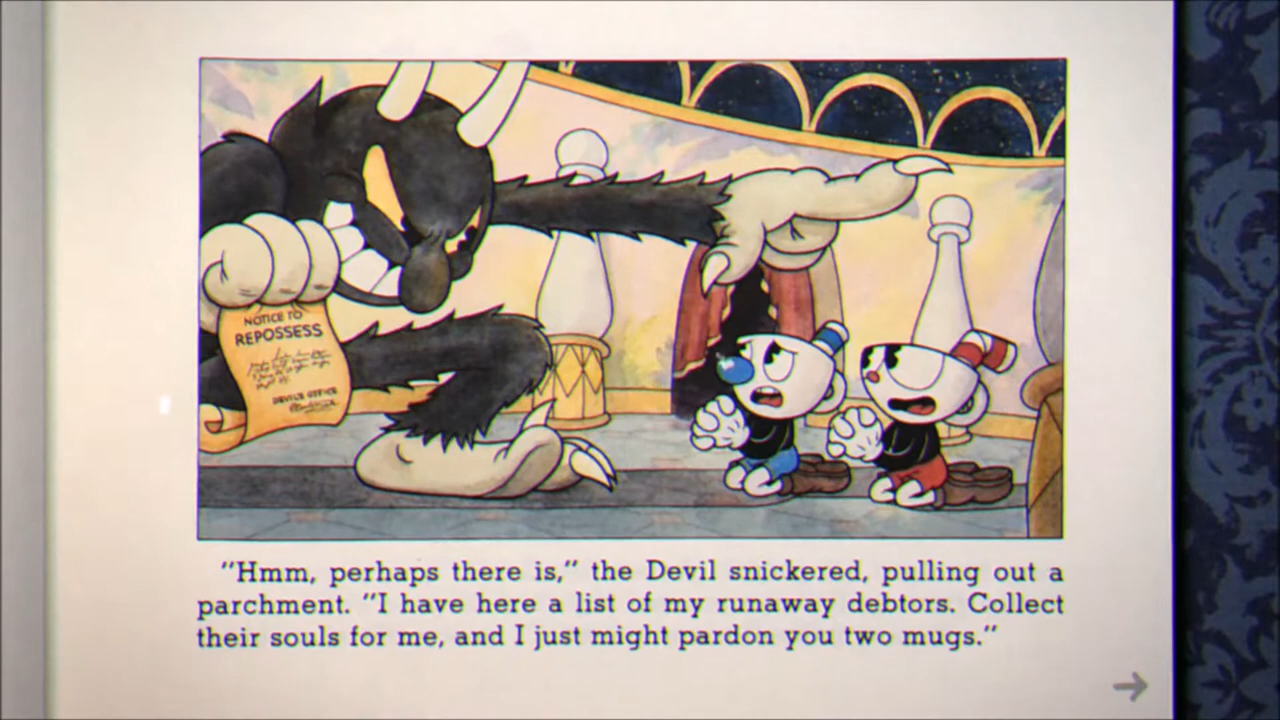 NOTICE TO
REPOSSESS
DEVIL'S OFFICE
"Hmm, perhaps there is," the Devil snickered, pulling out a
parchment. "I have here a list of my runaway debtors. Collect
their souls for me, and I just might pardon you two mugs."